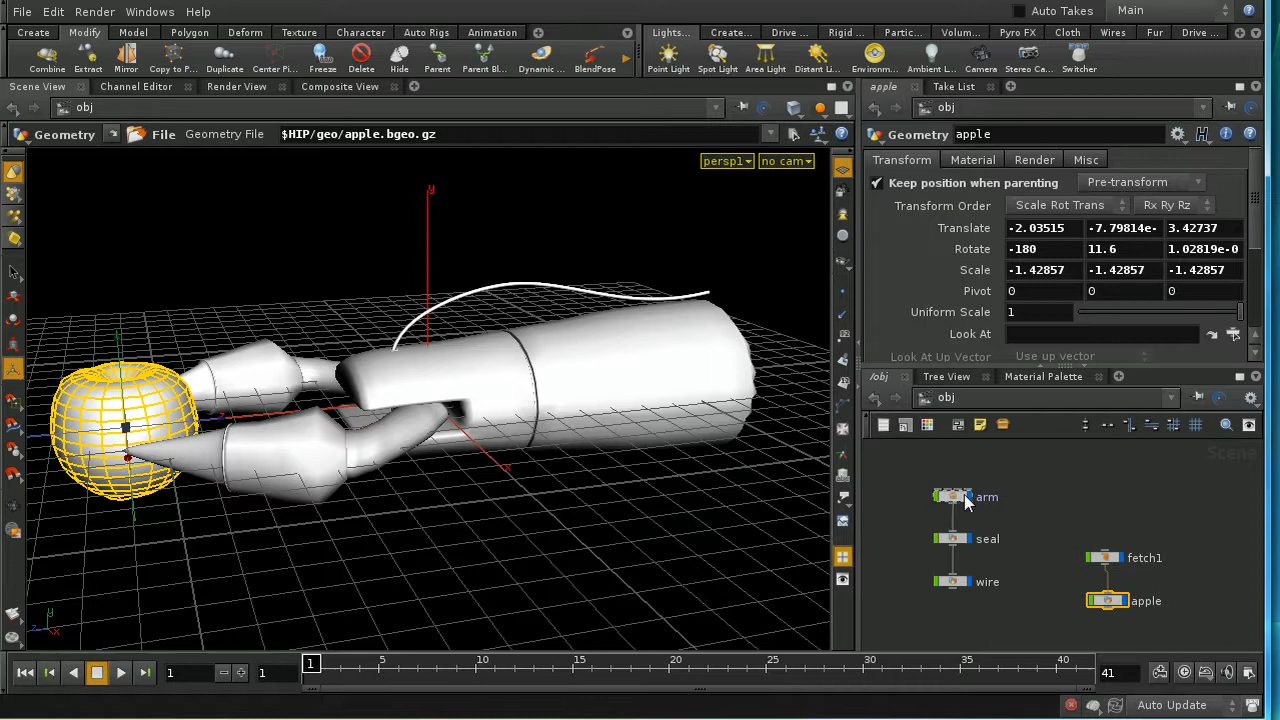 File Edit Render Windows Help Auto Takes Main
Create Modify Model Polygon Deform Texture Character Auto Rigs Animation Lights... Create... Drive ... Rigid ... Partic... Volum... Pyro FX Cloth Wires Fur Drive ...
Combine Extract Mirror Copy to P... Duplicate Center Pi... Freeze Delete Hide Parent Parent Bl... Dynamic ... BlendPose Point Light Spot Light Area Light Distant Li... Environm... Ambient L... Camera Stereo Ca... Switcher
Scene View Channel Editor Render View Composite View apple Take List
obj obj
Geometry File Geometry File $HIP/geo/apple.bgeo.gz Geometry apple
persp1 no cam Transform Material Render Misc
Keep position when parenting Pre-transform
Transform Order Scale Rot Trans Rx Ry Rz
Translate -2.03515 -7.79814e- 3.42737
Rotate -180 11.6 1.02819e-0
Scale -1.42857 -1.42857 -1.42857
Pivot 0 0 0
Uniform Scale 1
Look At
Look At Up Vector Use up vector
/obj Tree View Material Palette
obj
Scene
arm
seal
wire
fetch1
apple
y
x
y
z x
1 1 1 5 10 15 20 25 30 35 40 41
Auto Update